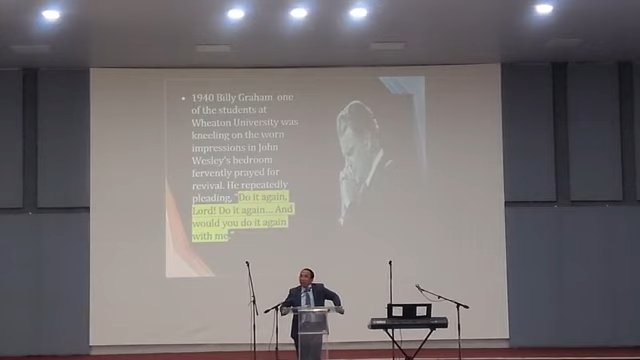 • 1940 Billy Graham one
of the students at
Wheaton University was
kneeling on the worn
impressions in John
Wesley's bedroom
fervently prayed for
revival. He repeatedly
pleading, "Do it again,
Lord! Do it again... And
would you do it again
with me."